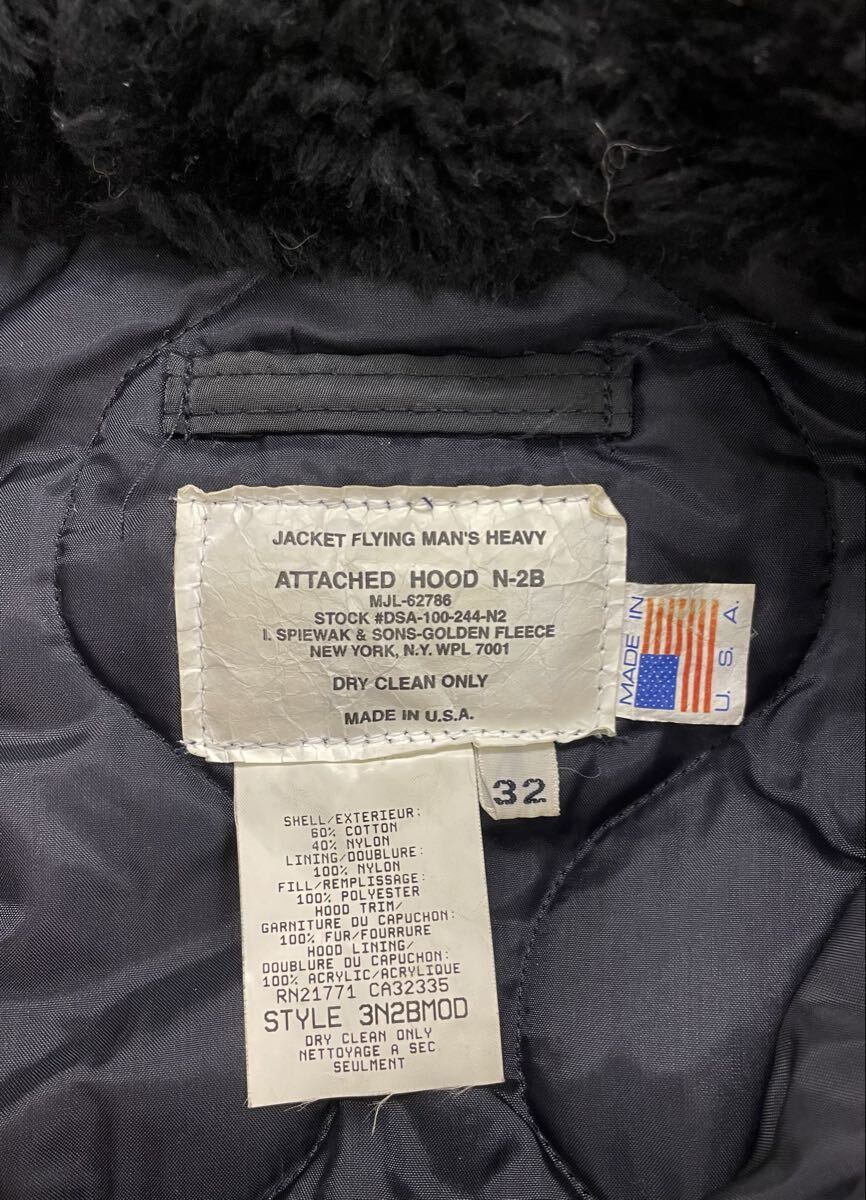 JACKET FLYING MAN'S HEAVY
ATTACHED HOOD N-2B
MJL-62786
STOCK #DSA-100-244-N2
I. SPIEWAK & SONS-GOLDEN FLEECE
NEW YORK, N.Y. WPL 7001
DRY CLEAN ONLY
MADE IN U.S.A.
MADE IN
U. S. A.
32
SHELL/EXTERIEUR:
60% COTTON
40% NYLON
LINING/DOUBLURE:
100% NYLON
FILL/REMPLISSAGE:
100% POLYESTER
HOOD TRIM/
GARNITURE DU CAPUCHON:
100% FUR/FOURRURE
HOOD LINING/
DOUBLURE DU CAPUCHON:
100% ACRYLIC/ACRYLIQUE
RN21771 CA32335
STYLE 3N2BMOD
DRY CLEAN ONLY
NETTOYAGE A SEC
SEULMENT